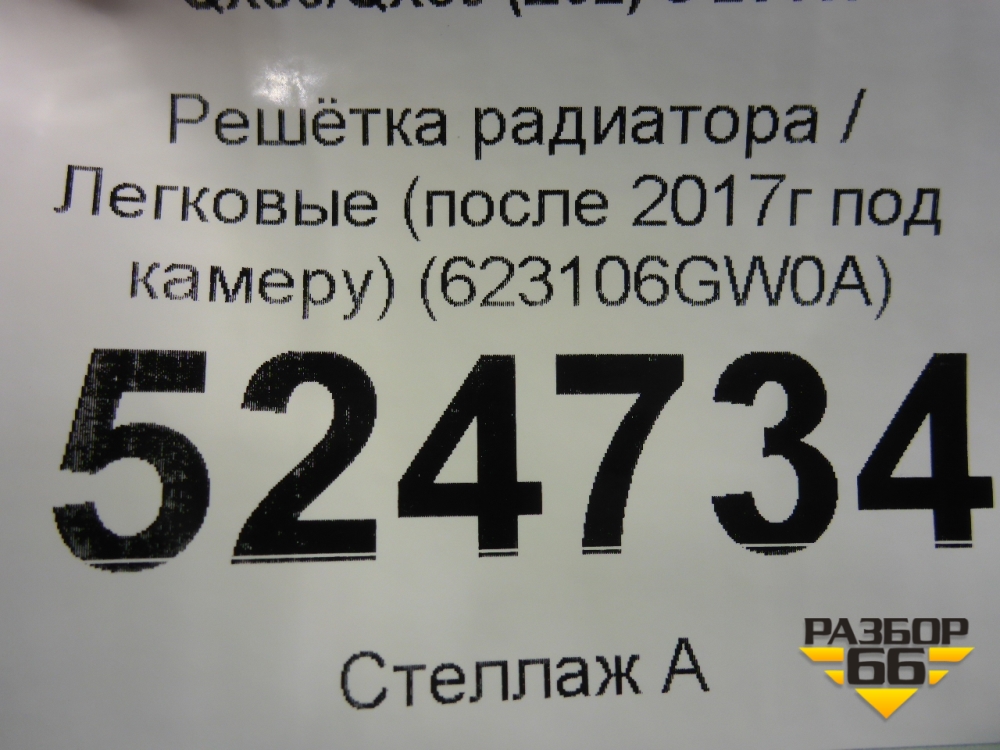 Решётка радиатора /
Легковые (после 2017г под
камеру) (623106GW0A)
524734
Стеллаж А
РАЗБОР
66